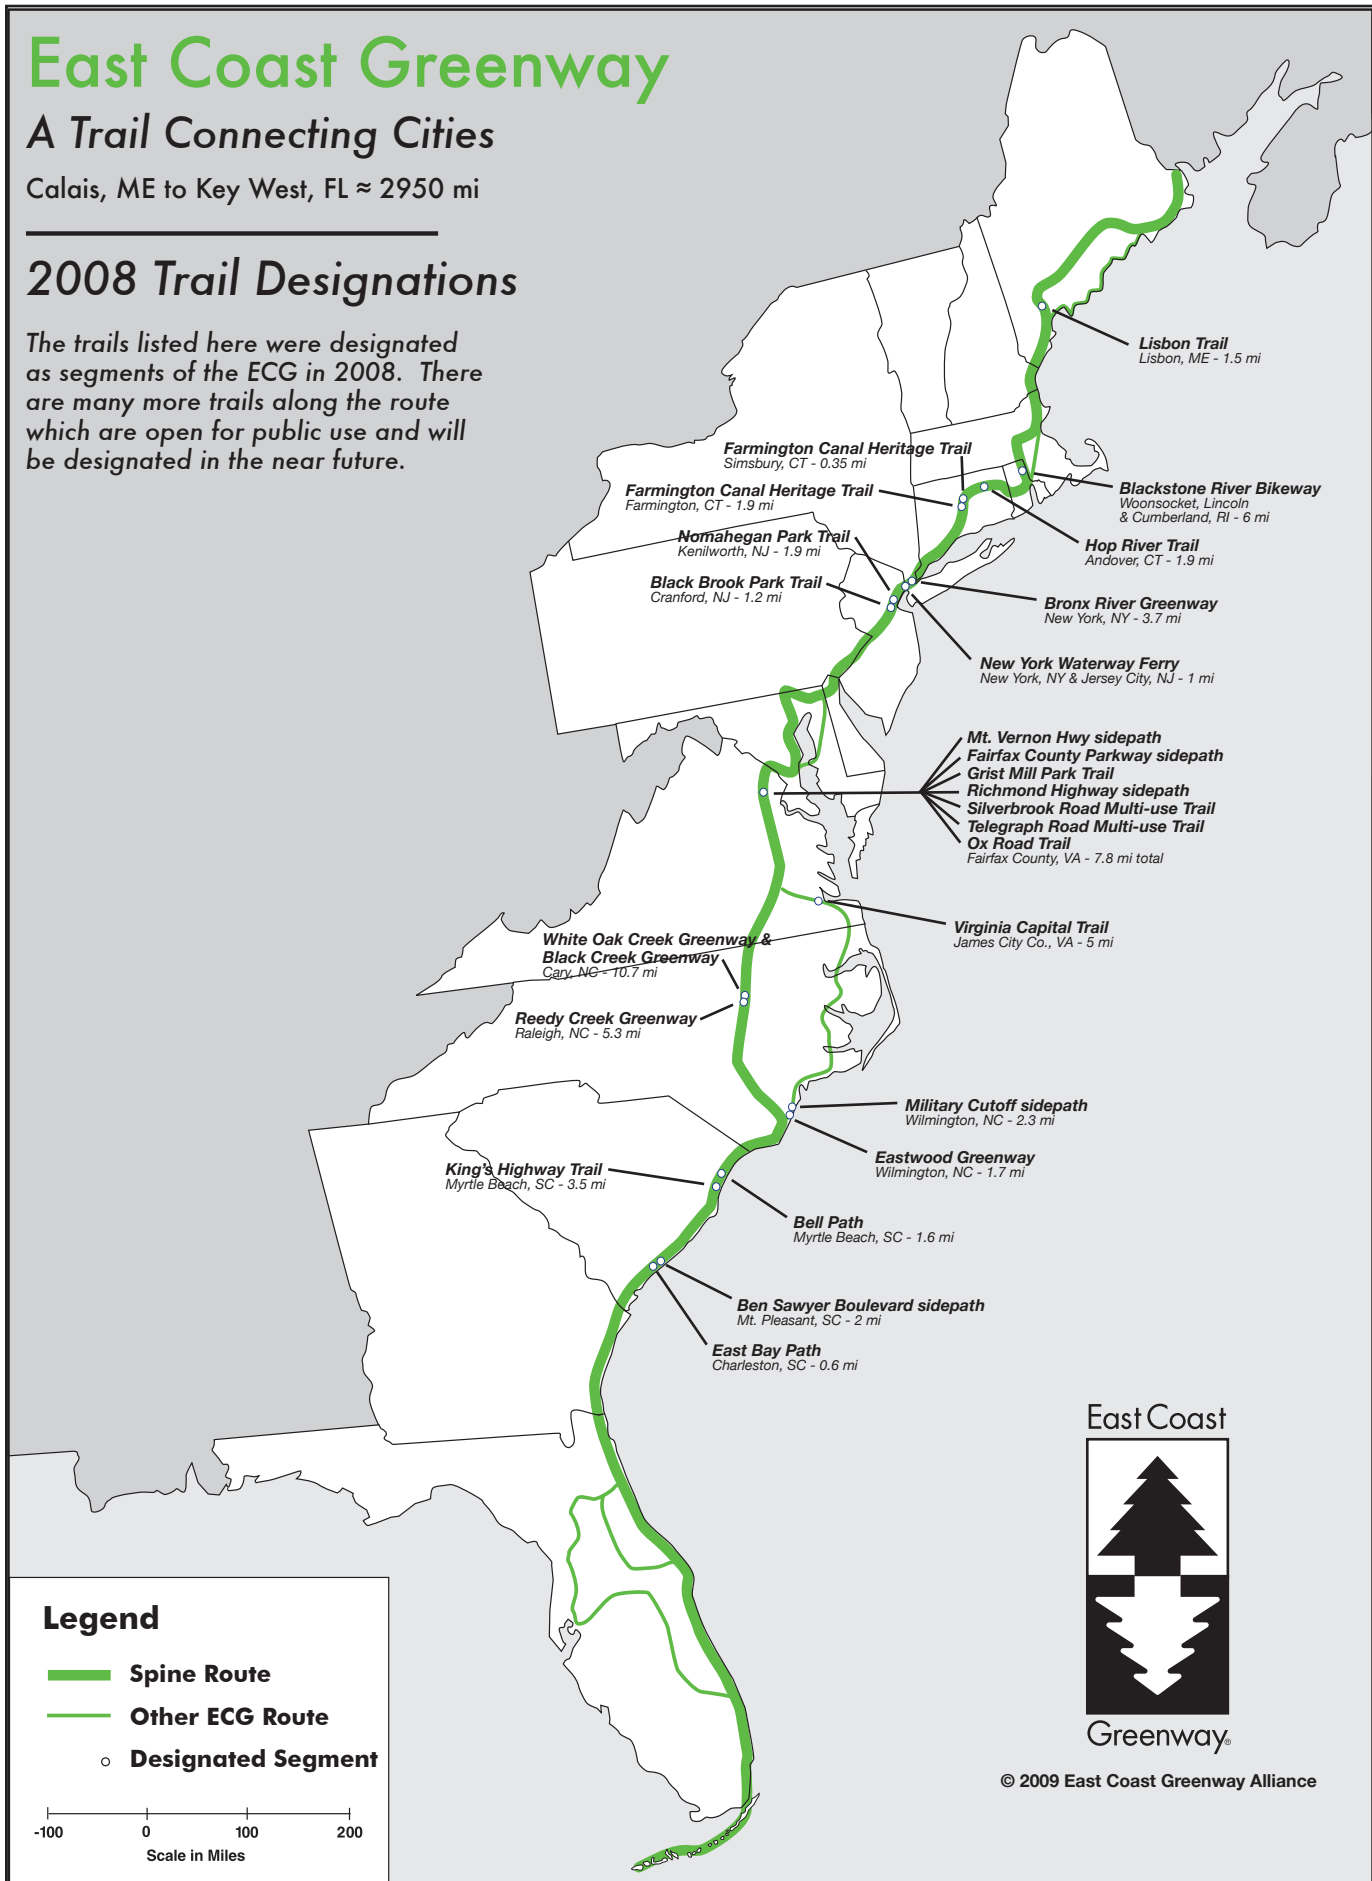 East Coast Greenway
A Trail Connecting Cities
Calais, ME to Key West, FL ≈ 2950 mi
2008 Trail Designations
The trails listed here were designated
as segments of the ECG in 2008.  There
are many more trails along the route
which are open for public use and will
be designated in the near future.
Lisbon Trail
Lisbon, ME - 1.5 mi
Farmington Canal Heritage Trail
Simsbury, CT - 0.35 mi
Farmington Canal Heritage Trail
Farmington, CT - 1.9 mi
Blackstone River Bikeway
Woonsocket, Lincoln
& Cumberland, RI - 6 mi
Nomahegan Park Trail
Kenilworth, NJ - 1.9 mi
Hop River Trail
Andover, CT - 1.9 mi
Black Brook Park Trail
Cranford, NJ - 1.2 mi
Bronx River Greenway
New York, NY - 3.7 mi
New York Waterway Ferry
New York, NY & Jersey City, NJ - 1 mi
Mt. Vernon Hwy sidepath
Fairfax County Parkway sidepath
Grist Mill Park Trail
Richmond Highway sidepath
Silverbrook Road Multi-use Trail
Telegraph Road Multi-use Trail
Ox Road Trail
Fairfax County, VA - 7.8 mi total
Virginia Capital Trail
James City Co., VA - 5 mi
White Oak Creek Greenway &
Black Creek Greenway
Cary, NC - 10.7 mi
Reedy Creek Greenway
Raleigh, NC - 5.3 mi
Military Cutoff sidepath
Wilmington, NC - 2.3 mi
Eastwood Greenway
Wilmington, NC - 1.7 mi
King's Highway Trail
Myrtle Beach, SC - 3.5 mi
Bell Path
Myrtle Beach, SC - 1.6 mi
Ben Sawyer Boulevard sidepath
Mt. Pleasant, SC - 2 mi
East Bay Path
Charleston, SC - 0.6 mi
East Coast
Greenway®
© 2009 East Coast Greenway Alliance
Legend
Spine Route
Other ECG Route
Designated Segment
-100 0 100 200
Scale in Miles